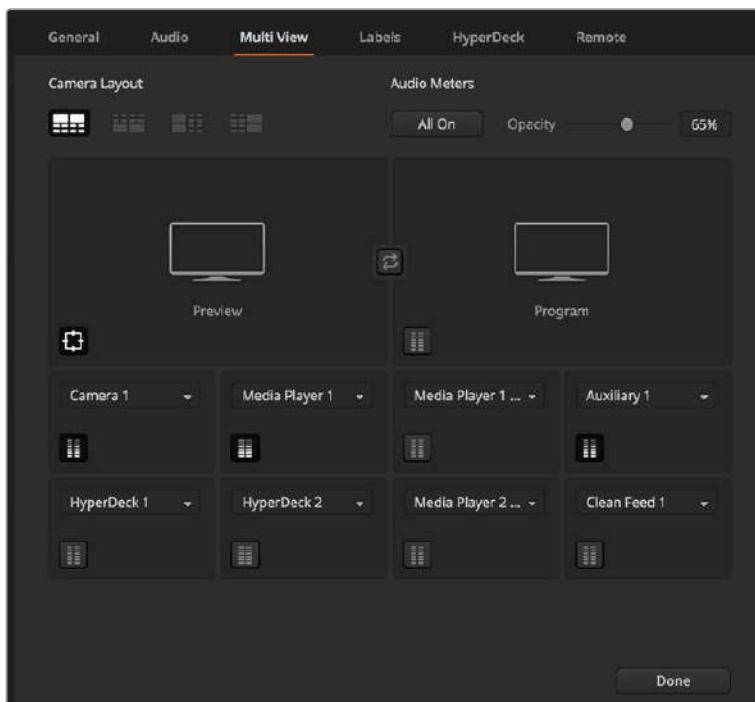 General Audio Multi View Labels HyperDeck Remote
Camera Layout Audio Meters
All On Opacity 65%
Preview Program
Camera 1 Media Player 1 Media Player 1 ... Auxiliary 1
HyperDeck 1 HyperDeck 2 Media Player 2 ... Clean Feed 1
Done